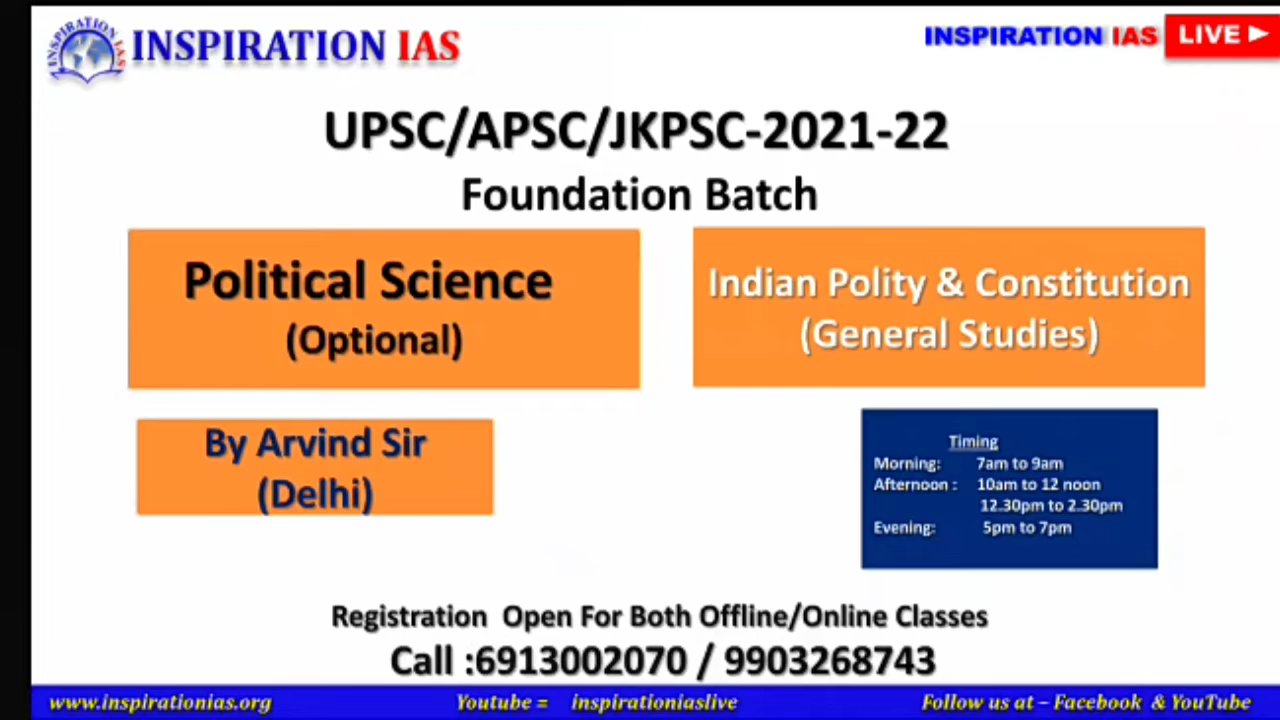 INSPIRATION IAS
INSPIRATION IAS
INSPIRATION IAS LIVE
UPSC/APSC/JKPSC-2021-22
Foundation Batch
Political Science
(Optional)
Indian Polity & Constitution
(General Studies)
By Arvind Sir
(Delhi)
Timing
Morning: 7am to 9am
Afternoon : 10am to 12 noon
12.30pm to 2.30pm
Evening: 5pm to 7pm
Registration Open For Both Offline/Online Classes
Call :6913002070 / 9903268743
www.inspirationias.org Youtube = inspirationiaslive Follow us at – Facebook & YouTube